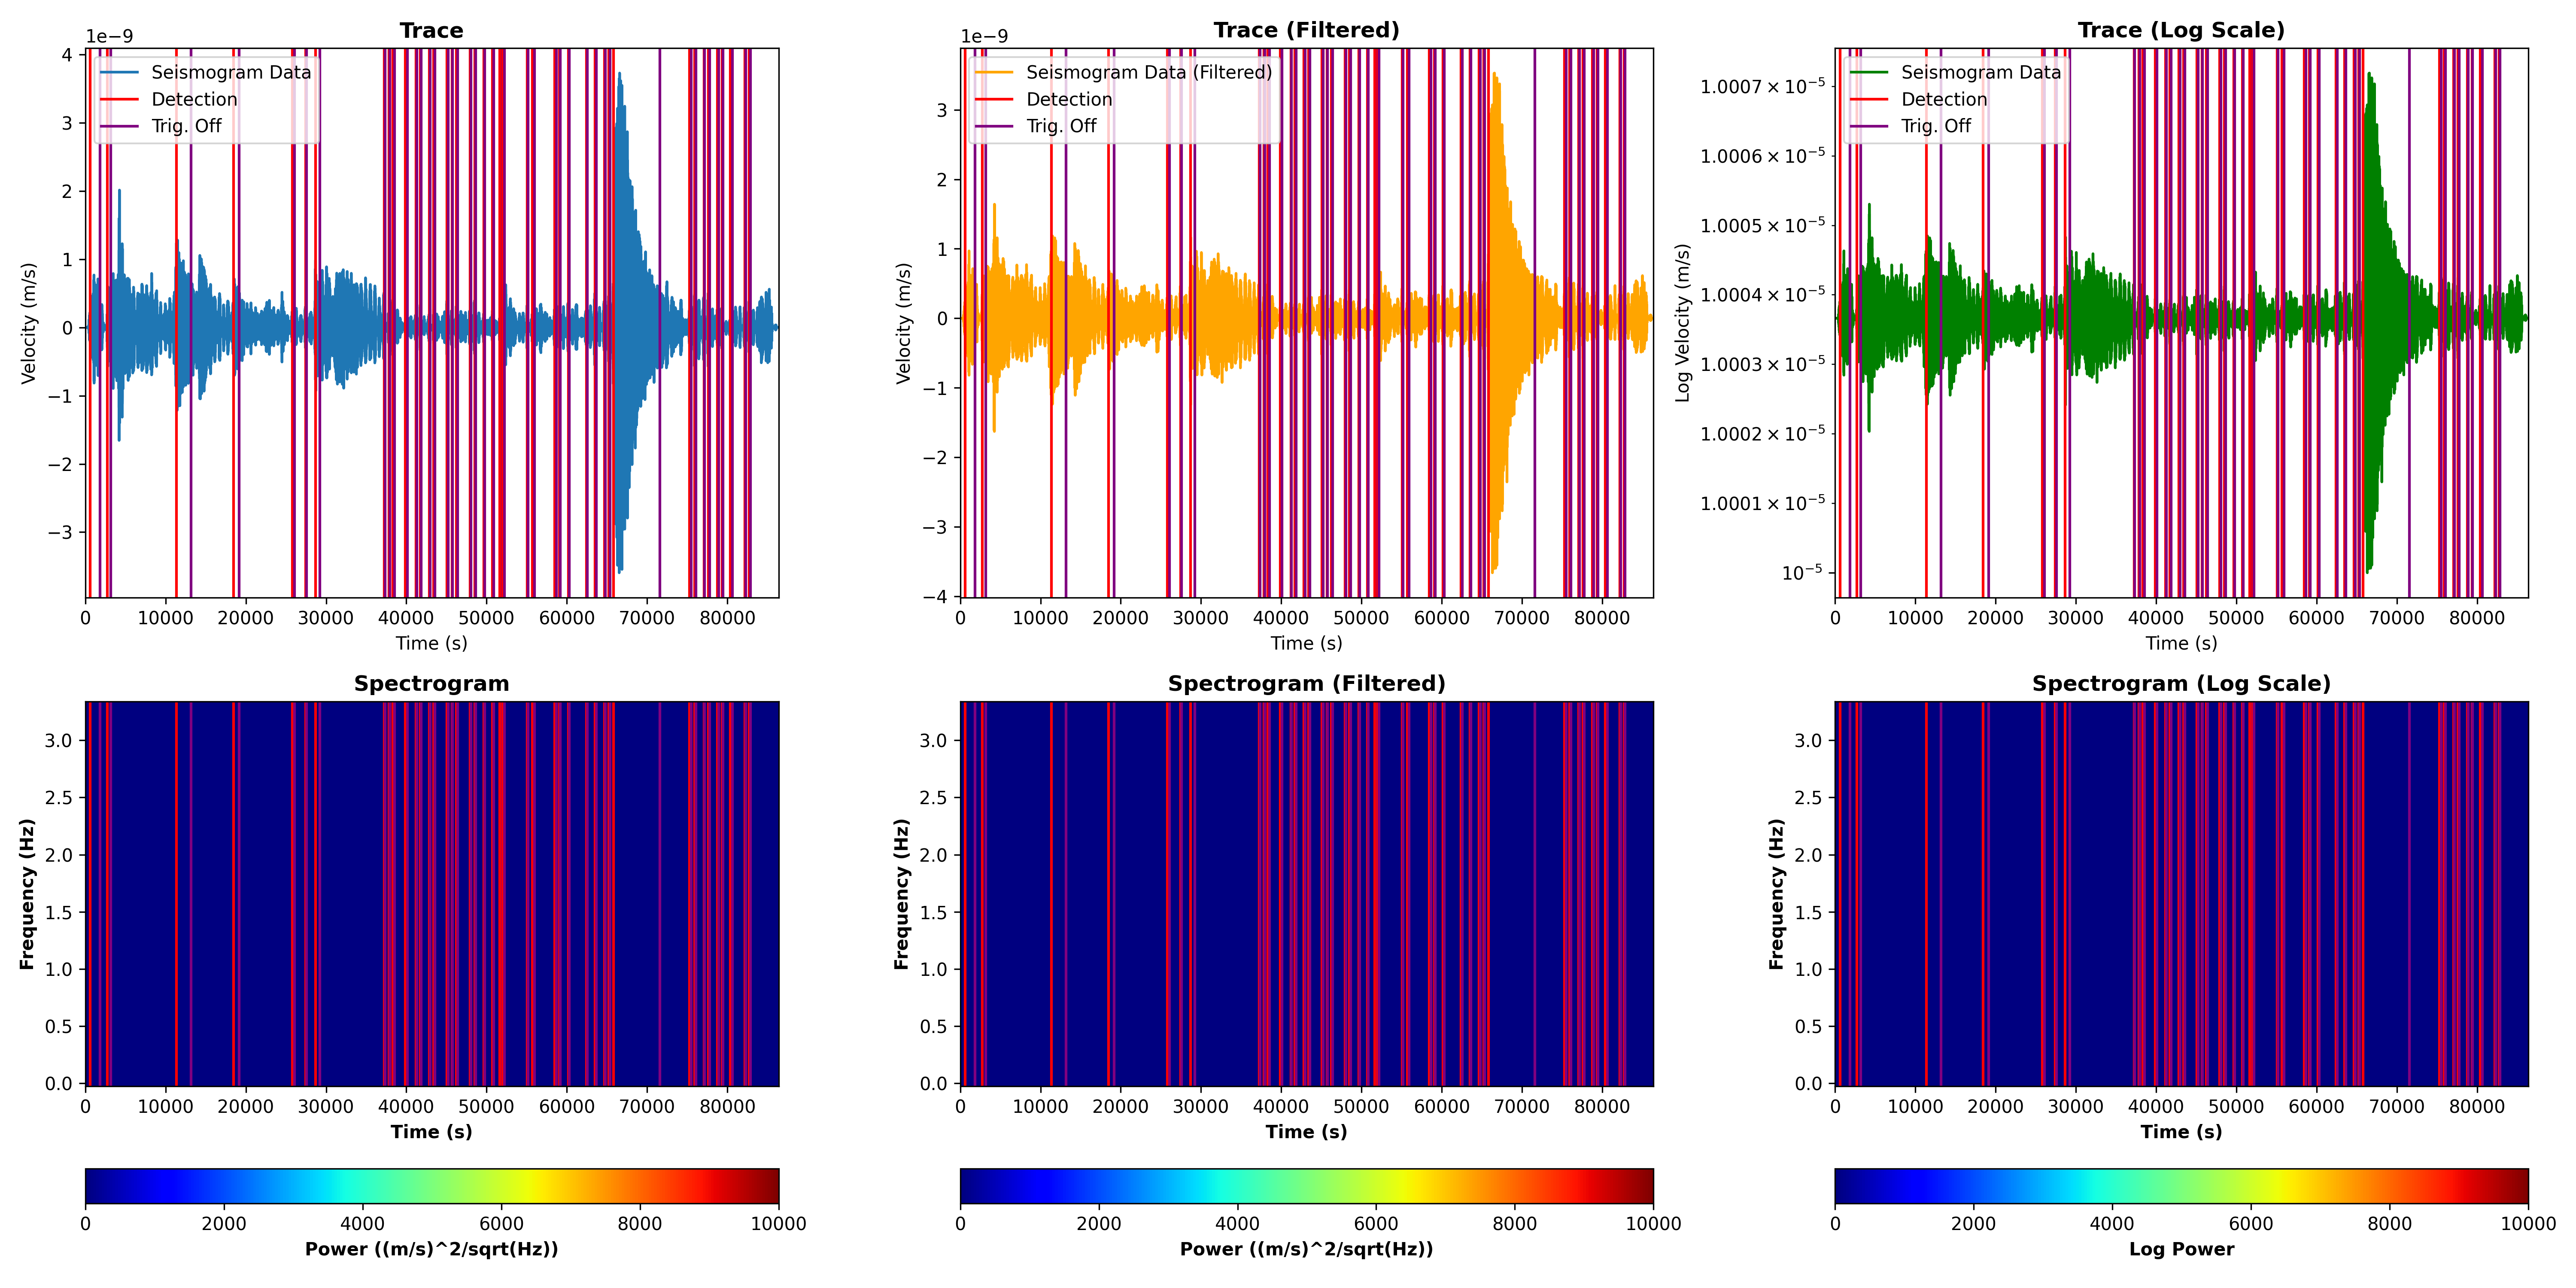 Trace
1e−9
Seismogram Data
Detection
Trig. Off
4
3
2
1
0
−1
−2
−3
Velocity (m/s)
0 10000 20000 30000 40000 50000 60000 70000 80000
Time (s)
Trace (Filtered)
1e−9
Seismogram Data (Filtered)
Detection
Trig. Off
3
2
1
0
−1
−2
−3
−4
Velocity (m/s)
0 10000 20000 30000 40000 50000 60000 70000 80000
Time (s)
Trace (Log Scale)
Seismogram Data
Detection
Trig. Off
1.0007 × 10⁻⁵
1.0006 × 10⁻⁵
1.0005 × 10⁻⁵
1.0004 × 10⁻⁵
1.0003 × 10⁻⁵
1.0002 × 10⁻⁵
1.0001 × 10⁻⁵
10⁻⁵
Log Velocity (m/s)
0 10000 20000 30000 40000 50000 60000 70000 80000
Time (s)
Spectrogram
3.0
2.5
2.0
1.5
1.0
0.5
0.0
Frequency (Hz)
0 10000 20000 30000 40000 50000 60000 70000 80000
Time (s)
0 2000 4000 6000 8000 10000
Power ((m/s)^2/sqrt(Hz))
Spectrogram (Filtered)
3.0
2.5
2.0
1.5
1.0
0.5
0.0
Frequency (Hz)
0 10000 20000 30000 40000 50000 60000 70000 80000
Time (s)
0 2000 4000 6000 8000 10000
Power ((m/s)^2/sqrt(Hz))
Spectrogram (Log Scale)
3.0
2.5
2.0
1.5
1.0
0.5
0.0
Frequency (Hz)
0 10000 20000 30000 40000 50000 60000 70000 80000
Time (s)
0 2000 4000 6000 8000 10000
Log Power